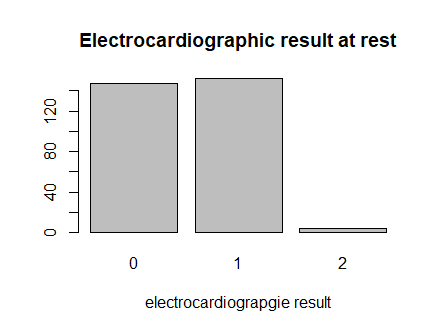 Electrocardiographic result at rest
120
80
40
0
0 1 2
electrocardiograpgie result